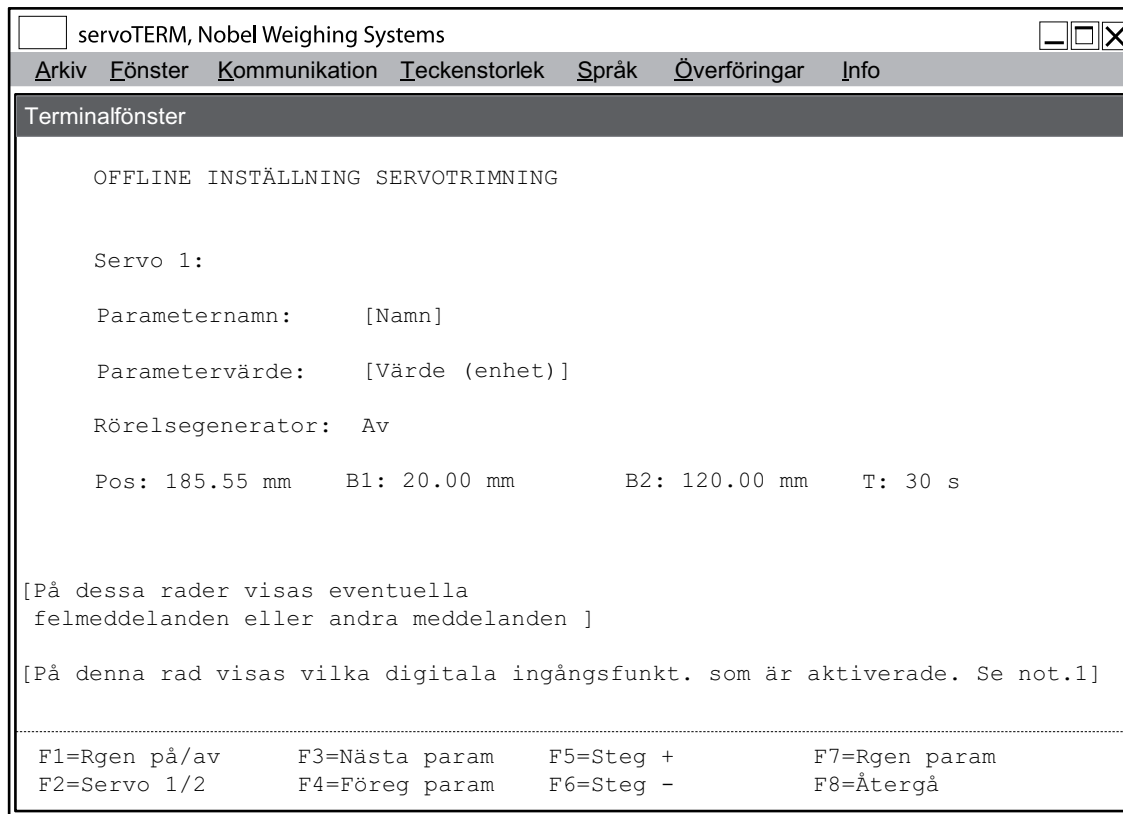 servoTERM, Nobel Weighing Systems
Arkiv Fönster Kommunikation Teckenstorlek Språk Överföringar Info
Terminalfönster
OFFLINE INSTÄLLNING SERVOTRIMNING
Servo 1:
Parameternamn: [Namn]
Parametervärde: [Värde (enhet)]
Rörelsegenerator: Av
Pos: 185.55 mm B1: 20.00 mm B2: 120.00 mm T: 30 s
[På dessa rader visas eventuella
felmeddelanden eller andra meddelanden ]
[På denna rad visas vilka digitala ingångsfunkt. som är aktiverade. Se not.1]
F1=Rgen på/av F3=Nästa param F5=Steg + F7=Rgen param
F2=Servo 1/2 F4=Föreg param F6=Steg - F8=Återgå